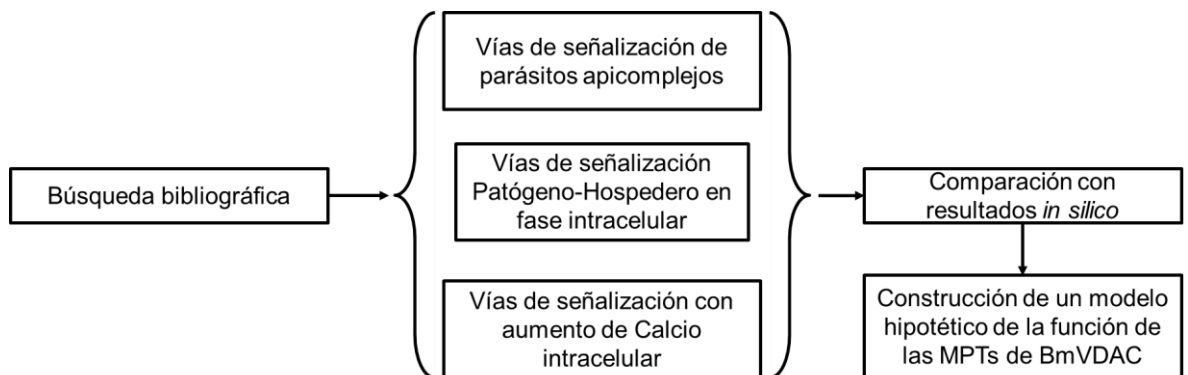 Búsqueda bibliográfica
Vías de señalización de
parásitos apicomplejos
Vías de señalización
Patógeno-Hospedero en
fase intracelular
Vías de señalización con
aumento de Calcio
intracelular
Comparación con
resultados in silico
Construcción de un modelo
hipotético de la función de
las MPTs de BmVDAC